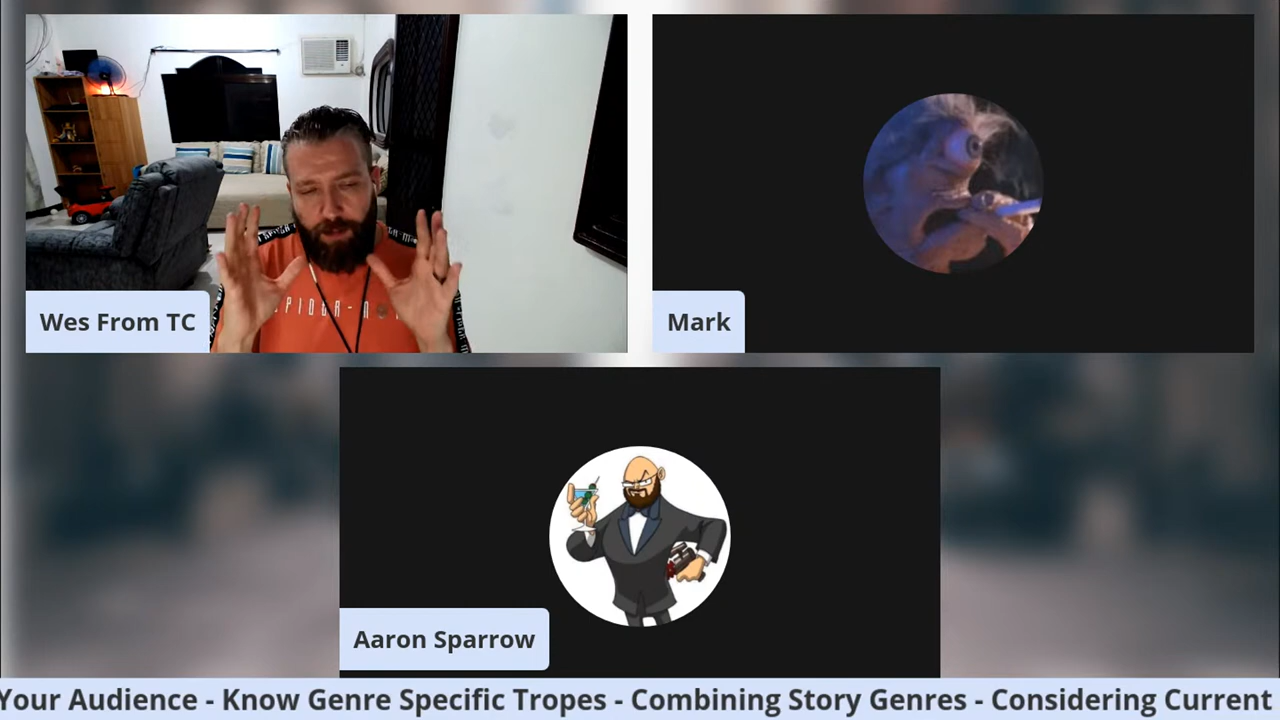 Wes From TC
Mark
Aaron Sparrow
Your Audience - Know Genre Specific Tropes - Combining Story Genres - Considering Current